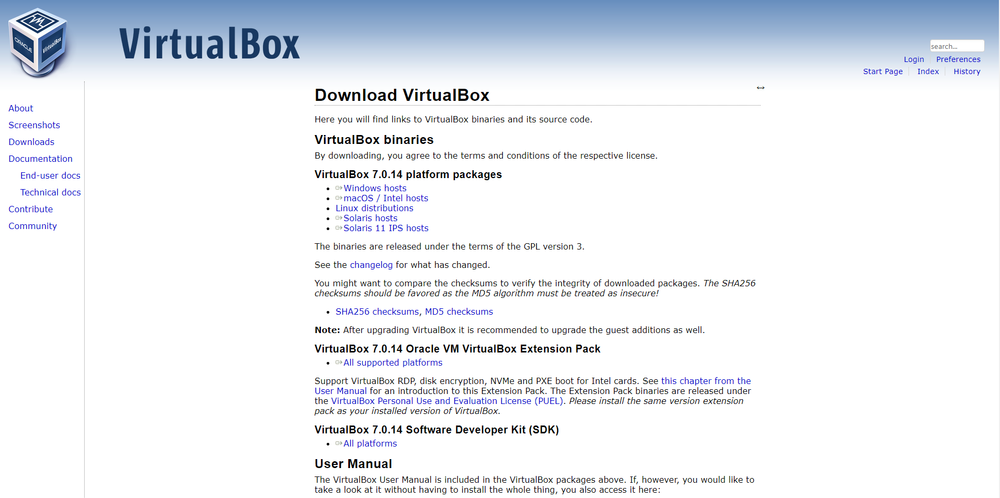 ORACLE
VirtualBox
VirtualBox
search...
Login
Preferences
Start Page
Index
History
About
Screenshots
Downloads
Documentation
End-user docs
Technical docs
Contribute
Community
Download VirtualBox
Here you will find links to VirtualBox binaries and its source code.
VirtualBox binaries
By downloading, you agree to the terms and conditions of the respective license.
VirtualBox 7.0.14 platform packages
Windows hosts
macOS / Intel hosts
Linux distributions
Solaris hosts
Solaris 11 IPS hosts
The binaries are released under the terms of the GPL version 3.
See the changelog for what has changed.
You might want to compare the checksums to verify the integrity of downloaded packages. The SHA256
checksums should be favored as the MD5 algorithm must be treated as insecure!
SHA256 checksums, MD5 checksums
Note: After upgrading VirtualBox it is recommended to upgrade the guest additions as well.
VirtualBox 7.0.14 Oracle VM VirtualBox Extension Pack
All supported platforms
Support VirtualBox RDP, disk encryption, NVMe and PXE boot for Intel cards. See this chapter from the
User Manual for an introduction to this Extension Pack. The Extension Pack binaries are released under
the VirtualBox Personal Use and Evaluation License (PUEL). Please install the same version extension
pack as your installed version of VirtualBox.
VirtualBox 7.0.14 Software Developer Kit (SDK)
All platforms
User Manual
The VirtualBox User Manual is included in the VirtualBox packages above. If, however, you would like to
take a look at it without having to install the whole thing, you also access it here: